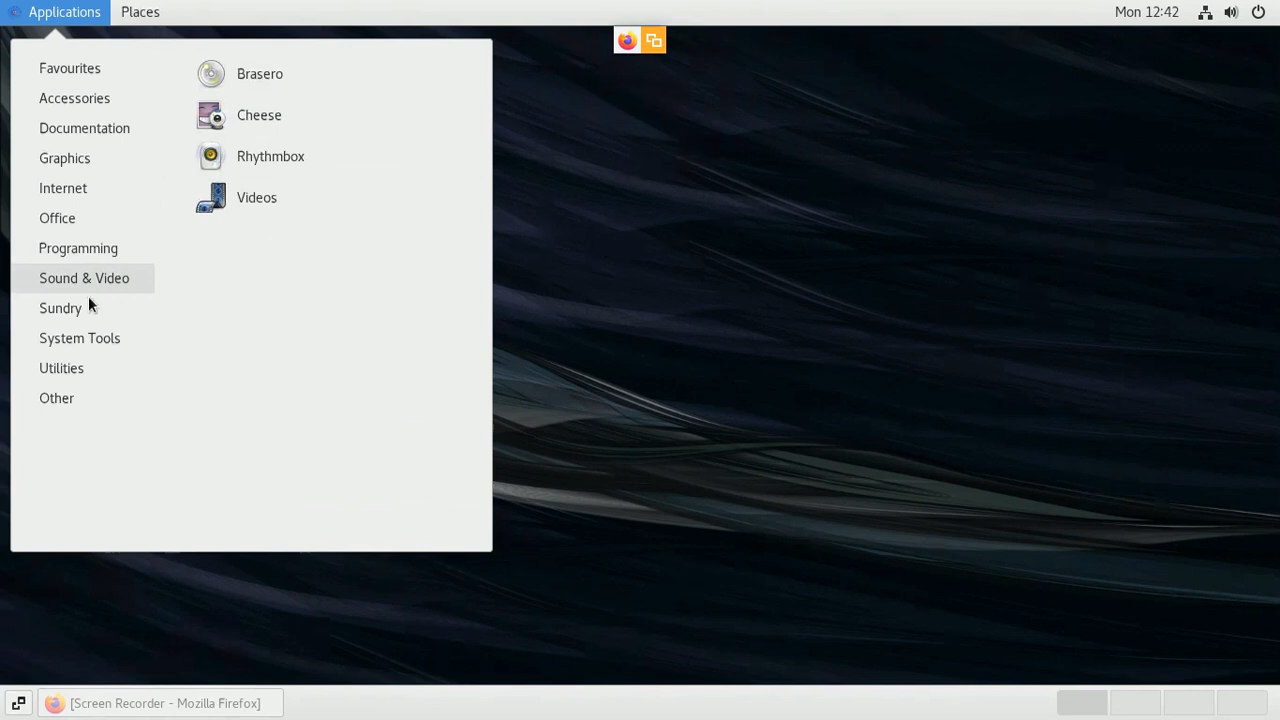 Applications Places Mon 12:42
Favourites
Accessories
Documentation
Graphics
Internet
Office
Programming
Sound & Video
Sundry
System Tools
Utilities
Other
Brasero
Cheese
Rhythmbox
Videos
[Screen Recorder - Mozilla Firefox]